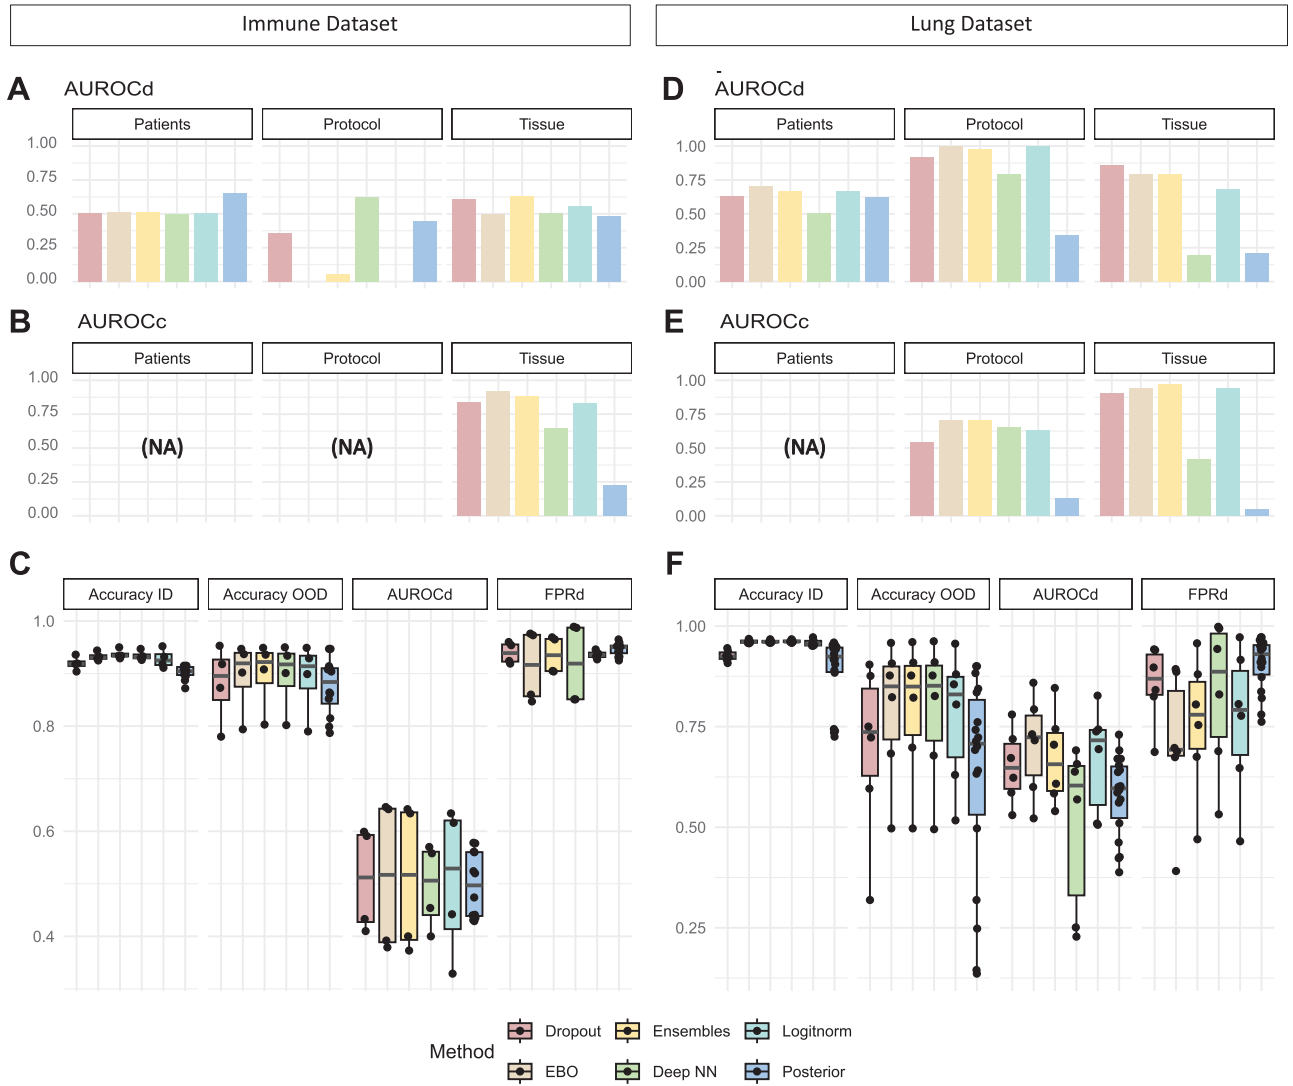 Immune Dataset
Lung Dataset
A
AUROCd
Patients
Protocol
Tissue
1.00
0.75
0.50
0.25
0.00
D
AUROCd
Patients
Protocol
Tissue
1.00
0.75
0.50
0.25
0.00
B
AUROCc
Patients
Protocol
Tissue
1.00
0.75
0.50
0.25
0.00
(NA)
(NA)
E
AUROCc
Patients
Protocol
Tissue
1.00
0.75
0.50
0.25
0.00
(NA)
C
Accuracy ID
Accuracy OOD
AUROCd
FPRd
1.0
0.8
0.6
0.4
F
Accuracy ID
Accuracy OOD
AUROCd
FPRd
1.00
0.75
0.50
0.25
Method
Dropout
Ensembles
Logitnorm
EBO
Deep NN
Posterior